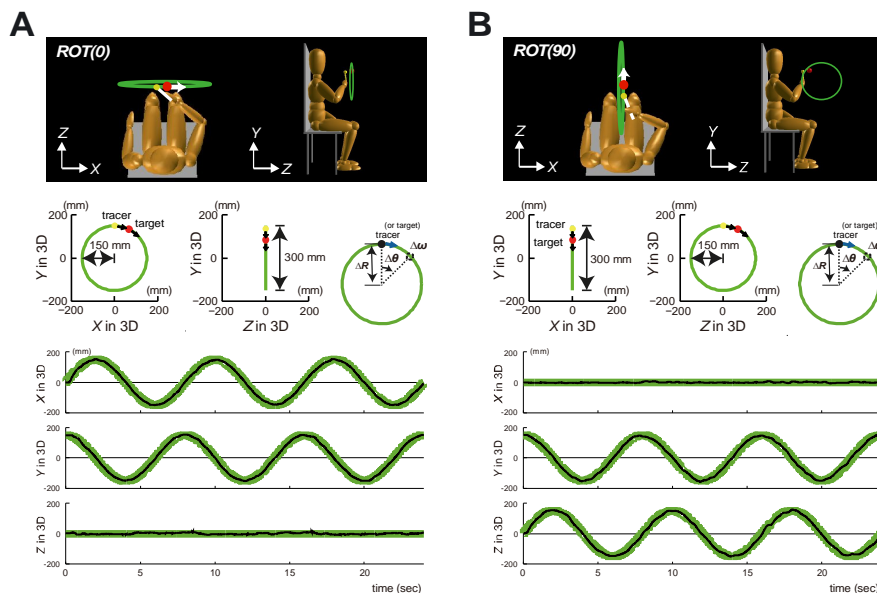 A
ROT(0)
Z
X
Y
Z
(mm)
200
0
−200
Y in 3D
tracer
target
150 mm
(mm)
−200 0 200
X in 3D
(mm)
200
0
−200
Y in 3D
300 mm
(mm)
−200 0 200
Z in 3D
(or target)
tracer
Δω
ΔR
Δθ
(mm)
200
0
-200
X in 3D
200
0
-200
Y in 3D
200
0
-200
Z in 3D
0 5 10 15 20
time (sec)
B
ROT(90)
Z
X
Y
Z
(mm)
200
0
−200
Y in 3D
tracer
target
300 mm
(mm)
−200 0 200
X in 3D
(mm)
200
0
−200
Y in 3D
150 mm
(mm)
−200 0 200
Z in 3D
(or target)
tracer
ΔR
Δθ
(mm)
200
0
-200
X in 3D
200
0
-200
Y in 3D
200
0
-200
Z in 3D
0 5 10 15 20
time (sec)